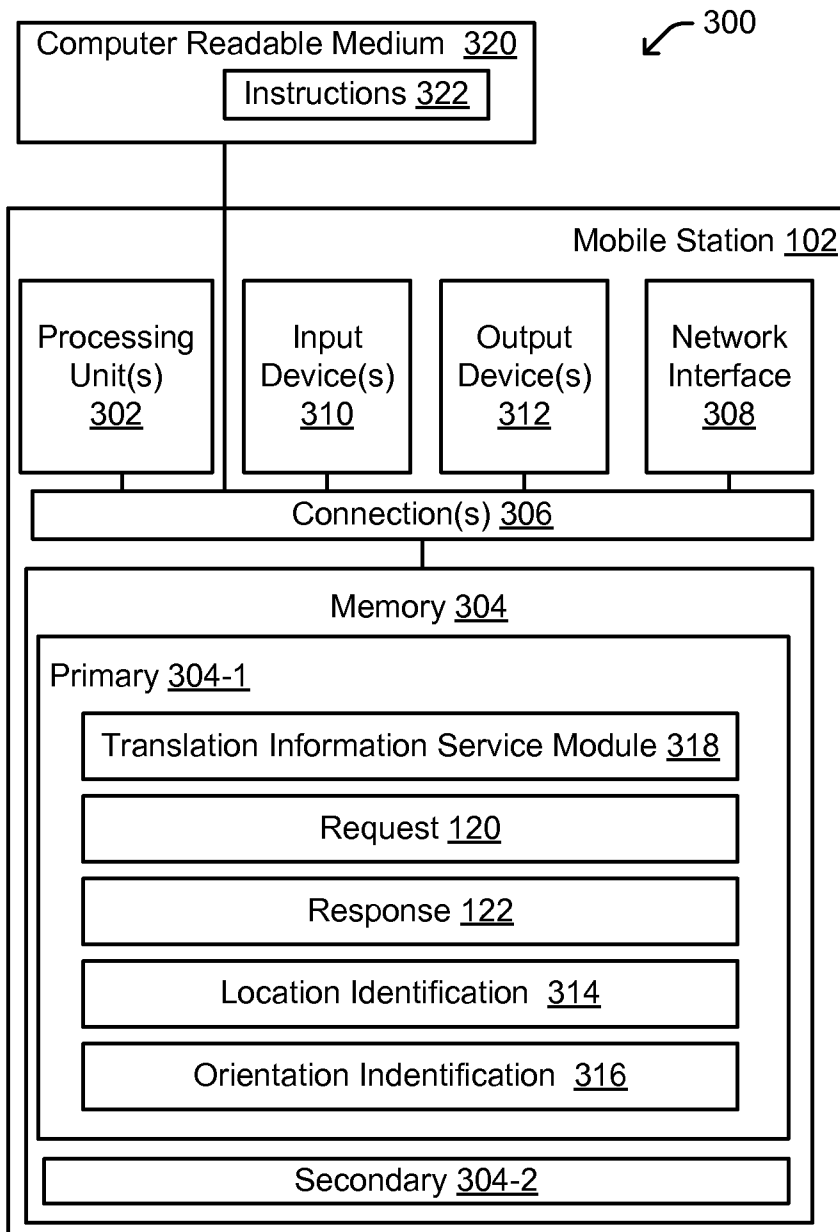 Computer Readable Medium 320
300
Instructions 322
Mobile Station 102
Processing
Unit(s)
302
Input
Device(s)
310
Output
Device(s)
312
Network
Interface
308
Connection(s) 306
Memory 304
Primary 304-1
Translation Information Service Module 318
Request 120
Response 122
Location Identification 314
Orientation Indentification 316
Secondary 304-2